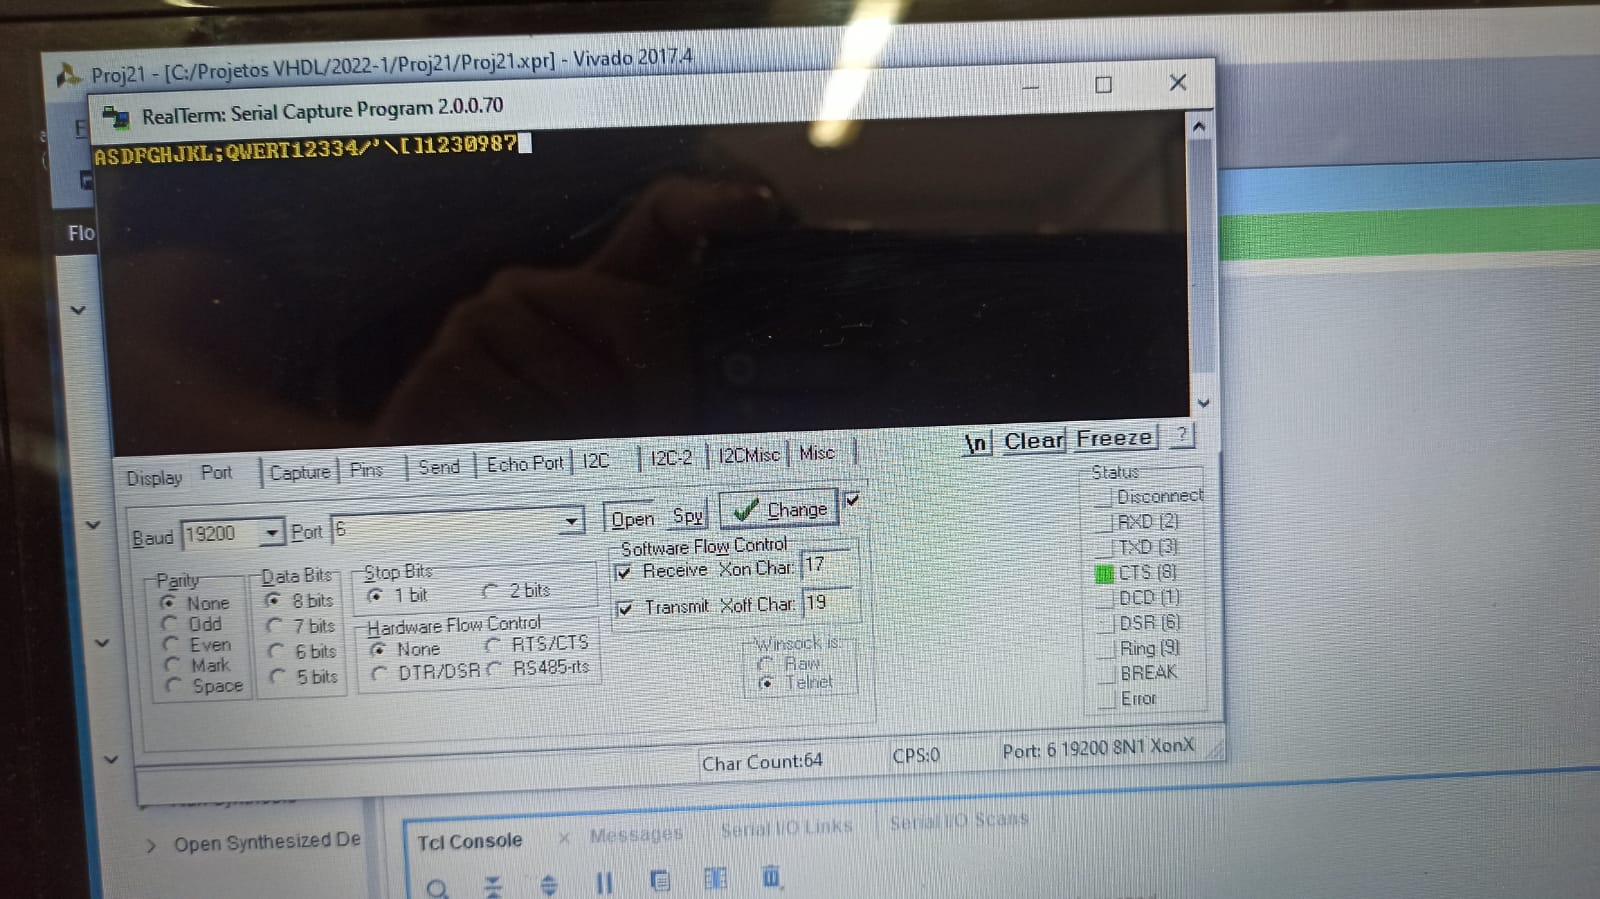 Proj21 - [C:/Projetos VHDL/2022-1/Proj21/Proj21.xpr] - Vivado 2017.4
RealTerm: Serial Capture Program 2.0.0.70
ASDFGHJKL;QWERT12334/'\[]1230987
Flo
\n Clear Freeze ?
Display Port Capture Pins Send Echo Port I2C I2C-2 I2CMisc Misc
Baud 19200 Port 6 Open Spy Change
Parity
None
Odd
Even
Mark
Space
Data Bits
8 bits
7 bits
6 bits
5 bits
Stop Bits
1 bit 2 bits
Hardware Flow Control
None RTS/CTS
DTR/DSR RS485-rts
Software Flow Control
Receive Xon Char: 17
Transmit Xoff Char: 19
Winsock is:
Raw
Telnet
Status
Disconnect
RXD (2)
TXD (3)
CTS (8)
DCD (1)
DSR (6)
Ring (9)
BREAK
Error
Char Count:64 CPS:0 Port: 6 19200 8N1 XonX
Open Synthesized De
Tcl Console Messages Serial I/O Links Serial I/O Scans